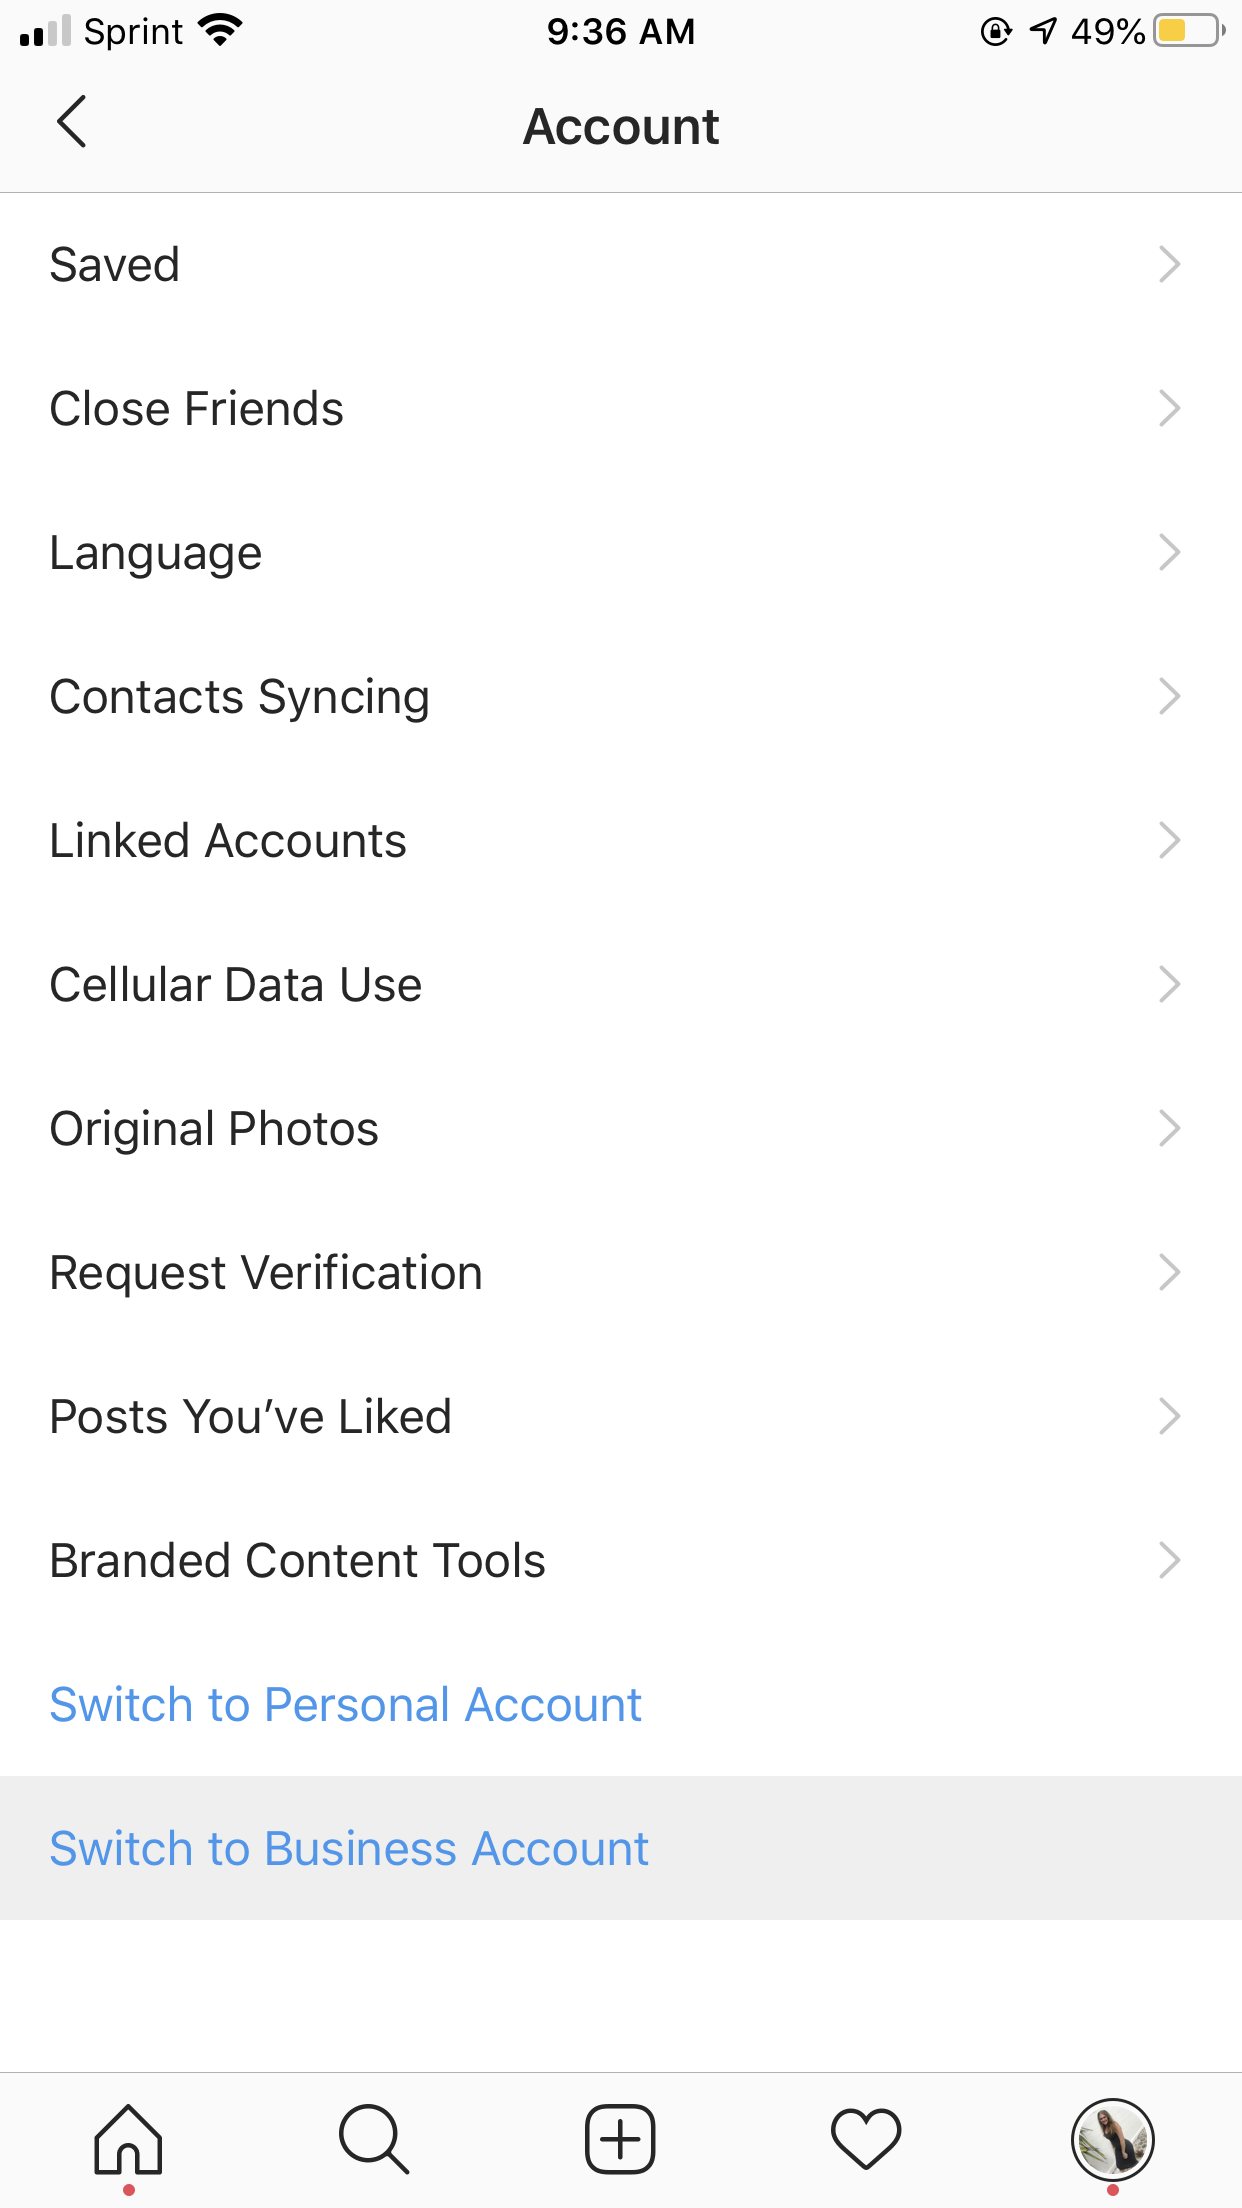 Sprint 9:36 AM 49%
Account
Saved
Close Friends
Language
Contacts Syncing
Linked Accounts
Cellular Data Use
Original Photos
Request Verification
Posts You’ve Liked
Branded Content Tools
Switch to Personal Account
Switch to Business Account